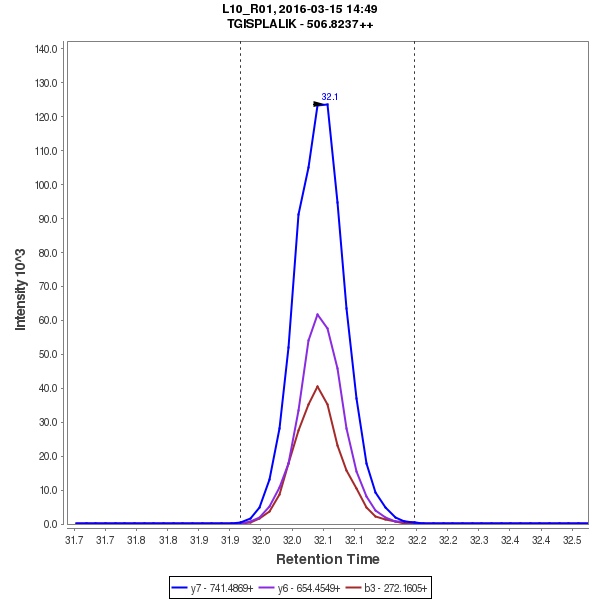 L10_R01, 2016-03-15 14:49
TGISPLALIK - 506.8237++
140.0
130.0
120.0
110.0
100.0
90.0
80.0
70.0
60.0
50.0
40.0
30.0
20.0
10.0
0.0
Intensity 10^3
32.1
31.7 31.7 31.8 31.8 31.9 31.9 32.0 32.0 32.1 32.1 32.2 32.2 32.2 32.3 32.4 32.4 32.5
Retention Time
y7 - 741.4869+ y6 - 654.4549+ b3 - 272.1605+